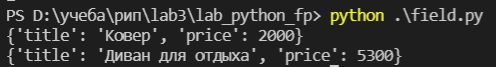 PS D:\учеба\рип\lab3\lab_python_fp> python .\field.py
{'title': 'Ковер', 'price': 2000}
{'title': 'Диван для отдыха', 'price': 5300}